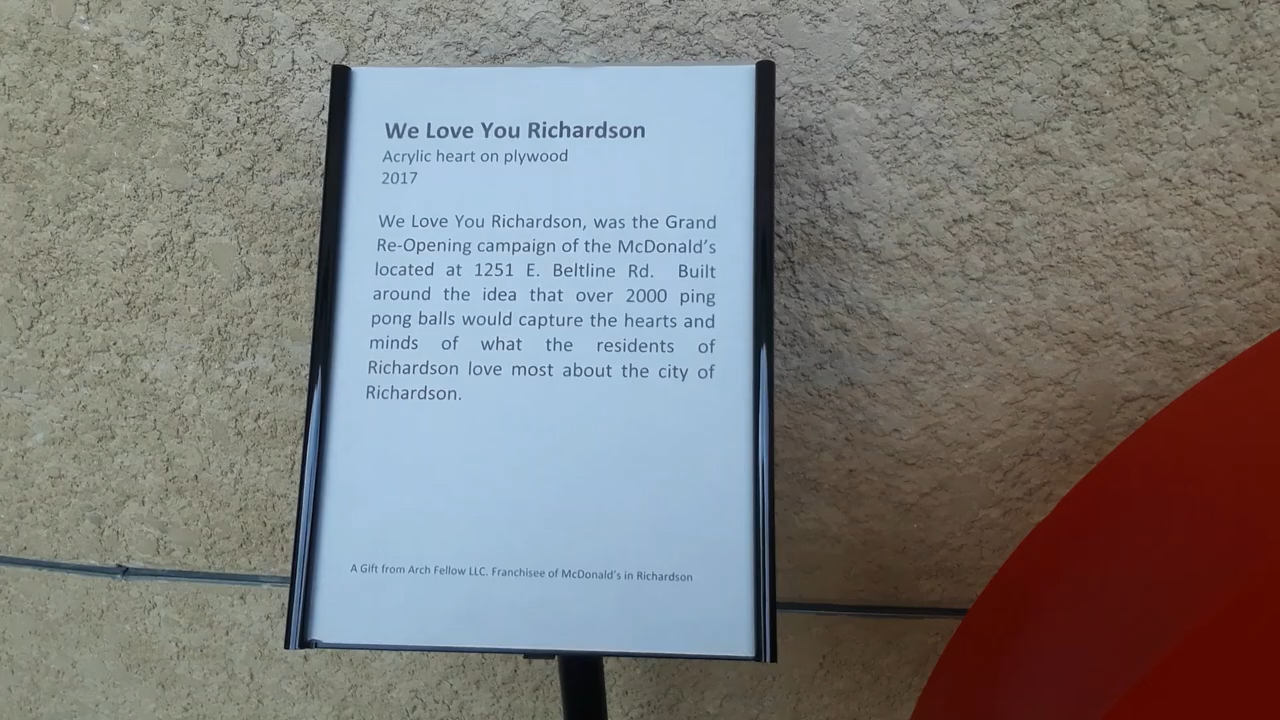 We Love You Richardson
Acrylic heart on plywood
2017
We Love You Richardson, was the Grand
Re-Opening campaign of the McDonald's
located at 1251 E. Beltline Rd. Built
around the idea that over 2000 ping
pong balls would capture the hearts and
minds of what the residents of
Richardson love most about the city of
Richardson.
A Gift from Arch Fellow LLC. Franchisee of McDonald's in Richardson